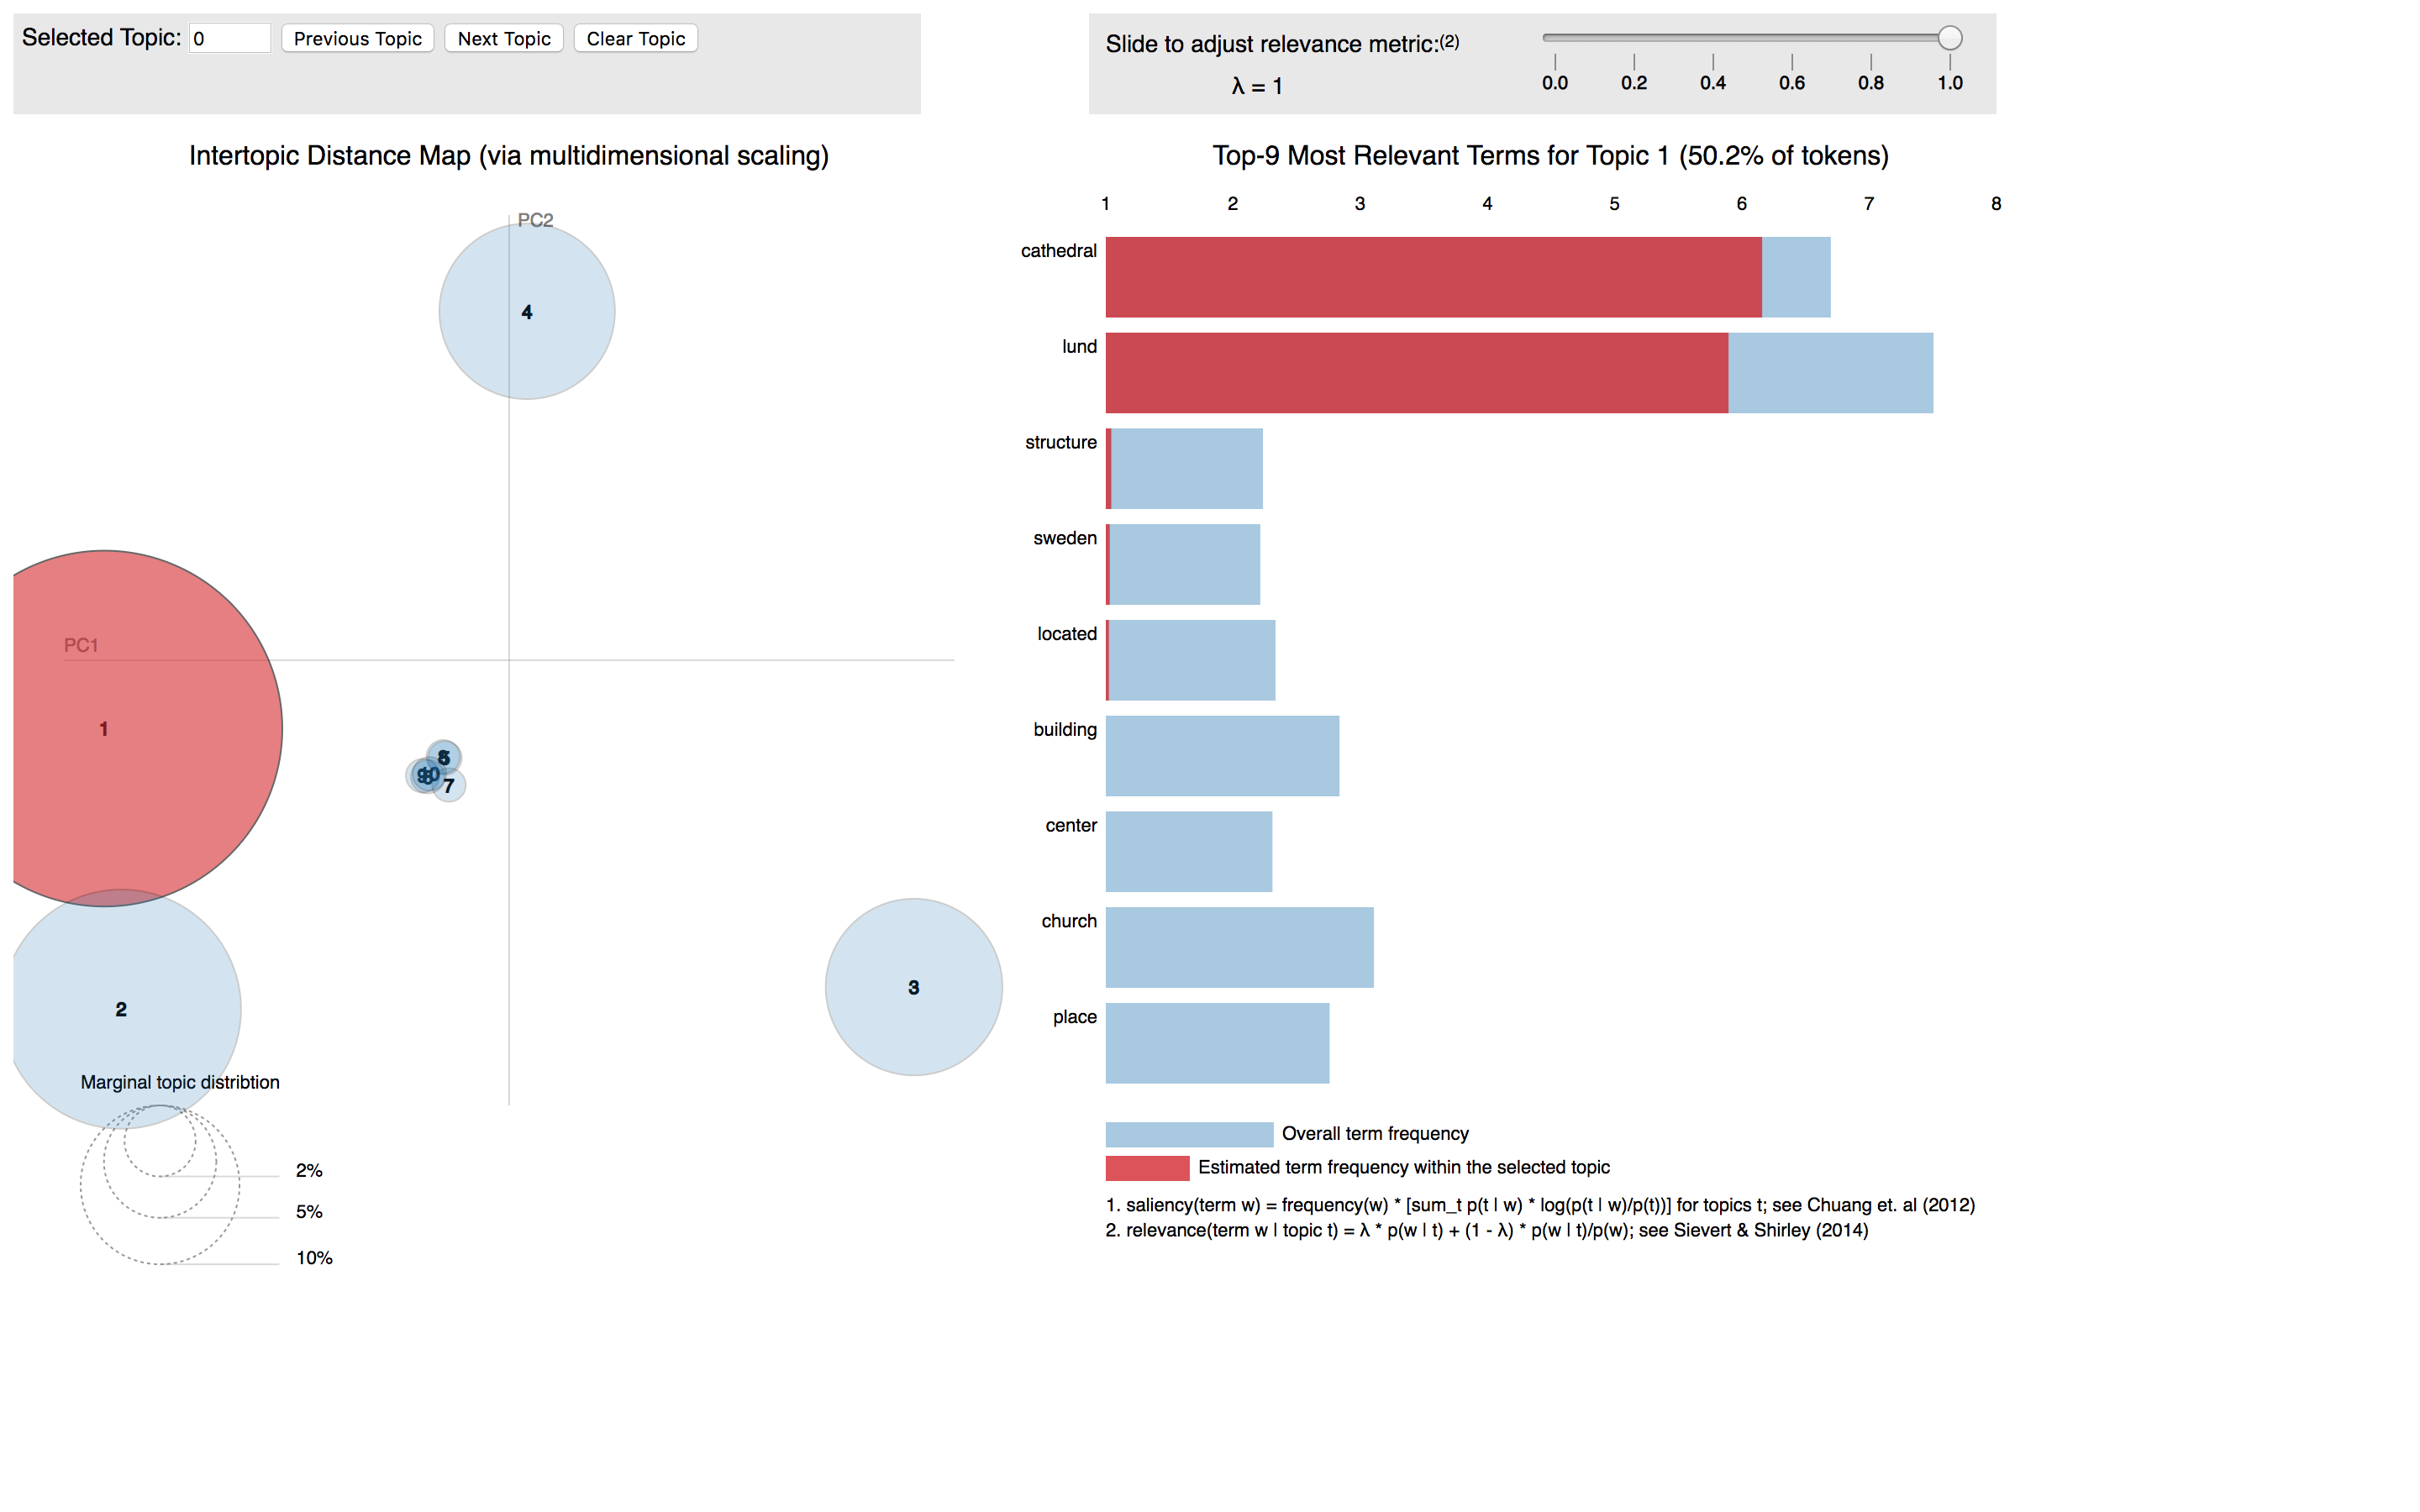 Selected Topic: 0 Previous Topic Next Topic Clear Topic
Slide to adjust relevance metric:(2)
λ = 1
0.0 0.2 0.4 0.6 0.8 1.0
Intertopic Distance Map (via multidimensional scaling)
PC2
4
PC1
1
7
2
3
Marginal topic distribtion
2%
5%
10%
Top-9 Most Relevant Terms for Topic 1 (50.2% of tokens)
1 2 3 4 5 6 7 8
cathedral
lund
structure
sweden
located
building
center
church
place
Overall term frequency
Estimated term frequency within the selected topic
1. saliency(term w) = frequency(w) * [sum_t p(t | w) * log(p(t | w)/p(t))] for topics t; see Chuang et. al (2012)
2. relevance(term w | topic t) = λ * p(w | t) + (1 - λ) * p(w | t)/p(w); see Sievert & Shirley (2014)